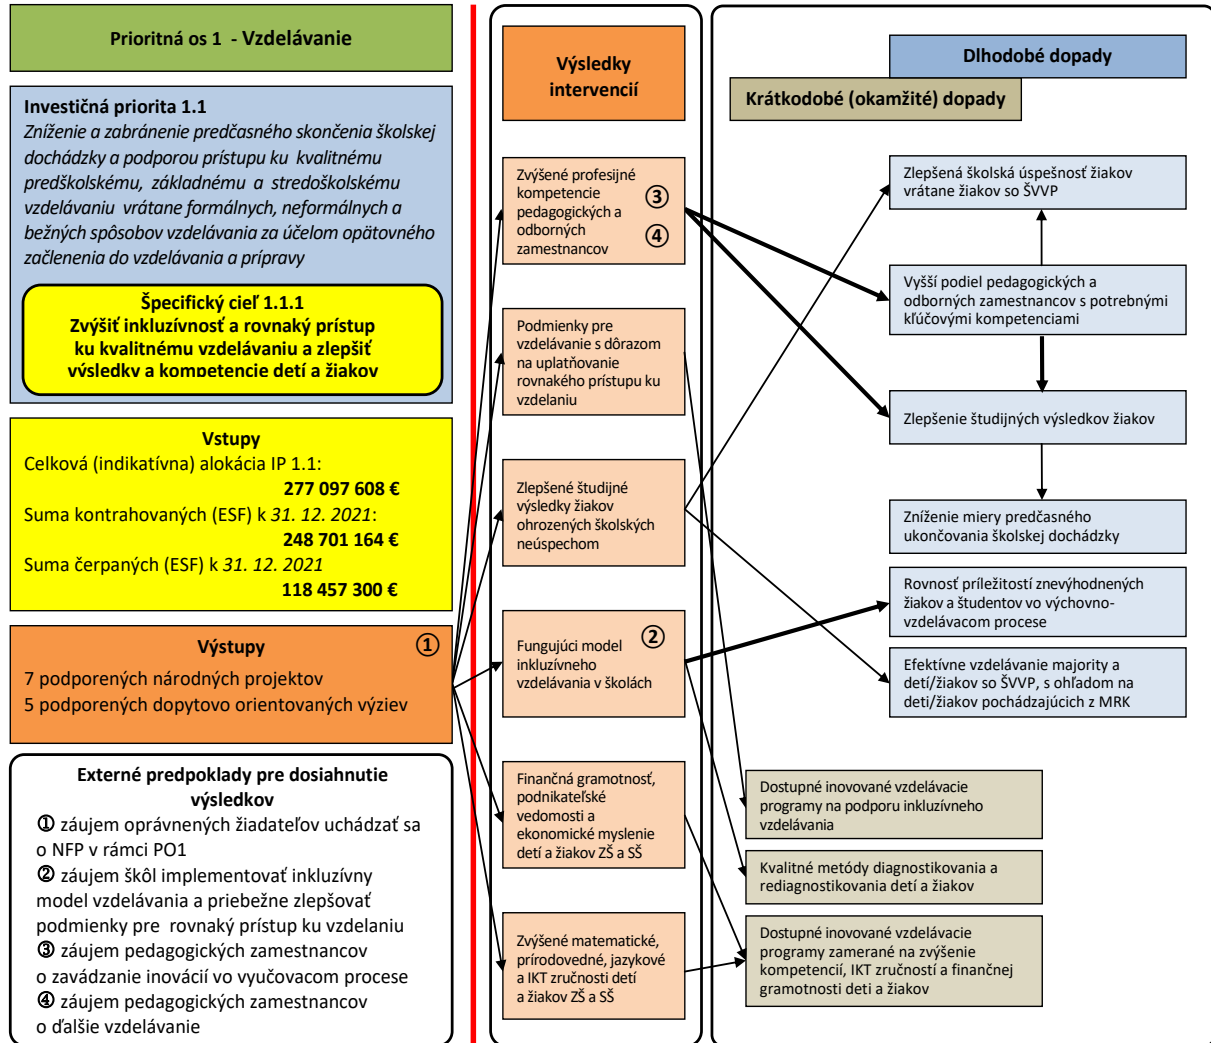 Prioritná os 1 - Vzdelávanie
Investičná priorita 1.1
Zníženie a zabránenie predčasného skončenia školskej
dochádzky a podporou prístupu ku kvalitnému
predškolskému, základnému a stredoškolskému
vzdelávaniu vrátane formálnych, neformálnych a
bežných spôsobov vzdelávania za účelom opätovného
začlenenia do vzdelávania a prípravy
Špecifický cieľ 1.1.1
Zvýšiť inkluzívnosť a rovnaký prístup
ku kvalitnému vzdelávaniu a zlepšiť
výsledky a kompetencie detí a žiakov
Vstupy
Celková (indikatívna) alokácia IP 1.1:
277 097 608 €
Suma kontrahovaných (ESF) k 31. 12. 2021:
248 701 164 €
Suma čerpaných (ESF) k 31. 12. 2021
118 457 300 €
Výstupy ①
7 podporených národných projektov
5 podporených dopytovo orientovaných výziev
Externé predpoklady pre dosiahnutie
výsledkov
① záujem oprávnených žiadateľov uchádzať sa
o NFP v rámci PO1
② záujem škôl implementovať inkluzívny
model vzdelávania a priebežne zlepšovať
podmienky pre rovnaký prístup ku vzdelaniu
③ záujem pedagogických zamestnancov
o zavádzanie inovácií vo vyučovacom procese
④ záujem pedagogických zamestnancov
o ďalšie vzdelávanie
Výsledky
intervencií
Zvýšené profesijné
kompetencie ③
pedagogických a
odborných ④
zamestnancov
Podmienky pre
vzdelávanie s dôrazom
na uplatňovanie
rovnakého prístupu ku
vzdelaniu
Zlepšené študijné
výsledky žiakov
ohrozených školských
neúspechom
Fungujúci model ②
inkluzívneho
vzdelávania v školách
Finančná gramotnosť,
podnikateľské
vedomosti a
ekonomické myslenie
detí a žiakov ZŠ a SŠ
Zvýšené matematické,
prírodovedné, jazykové
a IKT zručnosti detí
a žiakov ZŠ a SŠ
Dlhodobé dopady
Krátkodobé (okamžité) dopady
Zlepšená školská úspešnosť žiakov
vrátane žiakov so ŠVVP
Vyšší podiel pedagogických a
odborných zamestnancov s potrebnými
kľúčovými kompetenciami
Zlepšenie študijných výsledkov žiakov
Zníženie miery predčasného
ukončovania školskej dochádzky
Rovnosť príležitostí znevýhodnených
žiakov a študentov vo výchovno-
vzdelávacom procese
Efektívne vzdelávanie majority a
detí/žiakov so ŠVVP, s ohľadom na
deti/žiakov pochádzajúcich z MRK
Dostupné inovované vzdelávacie
programy na podporu inkluzívneho
vzdelávania
Kvalitné metódy diagnostikovania a
rediagnostikovania detí a žiakov
Dostupné inovované vzdelávacie
programy zamerané na zvýšenie
kompetencií, IKT zručností a finančnej
gramotnosti deti a žiakov